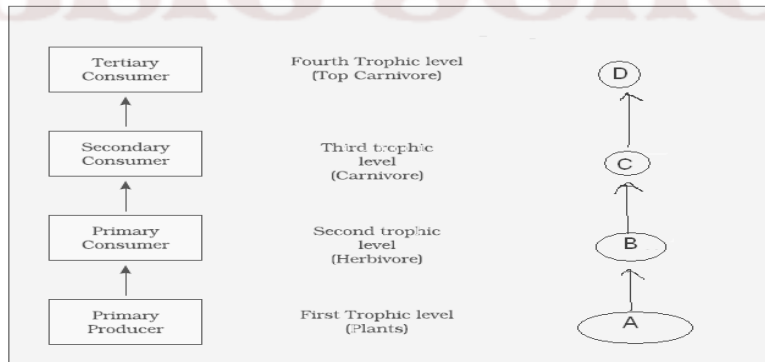 Tertiary
Consumer
Fourth Trophic level
(Top Carnivore)
D
Secondary
Consumer
Third trophic
level
(Carnivore)
C
Primary
Consumer
Second trophic
level
(Herbivore)
B
Primary
Producer
First Trophic level
(Plants)
A